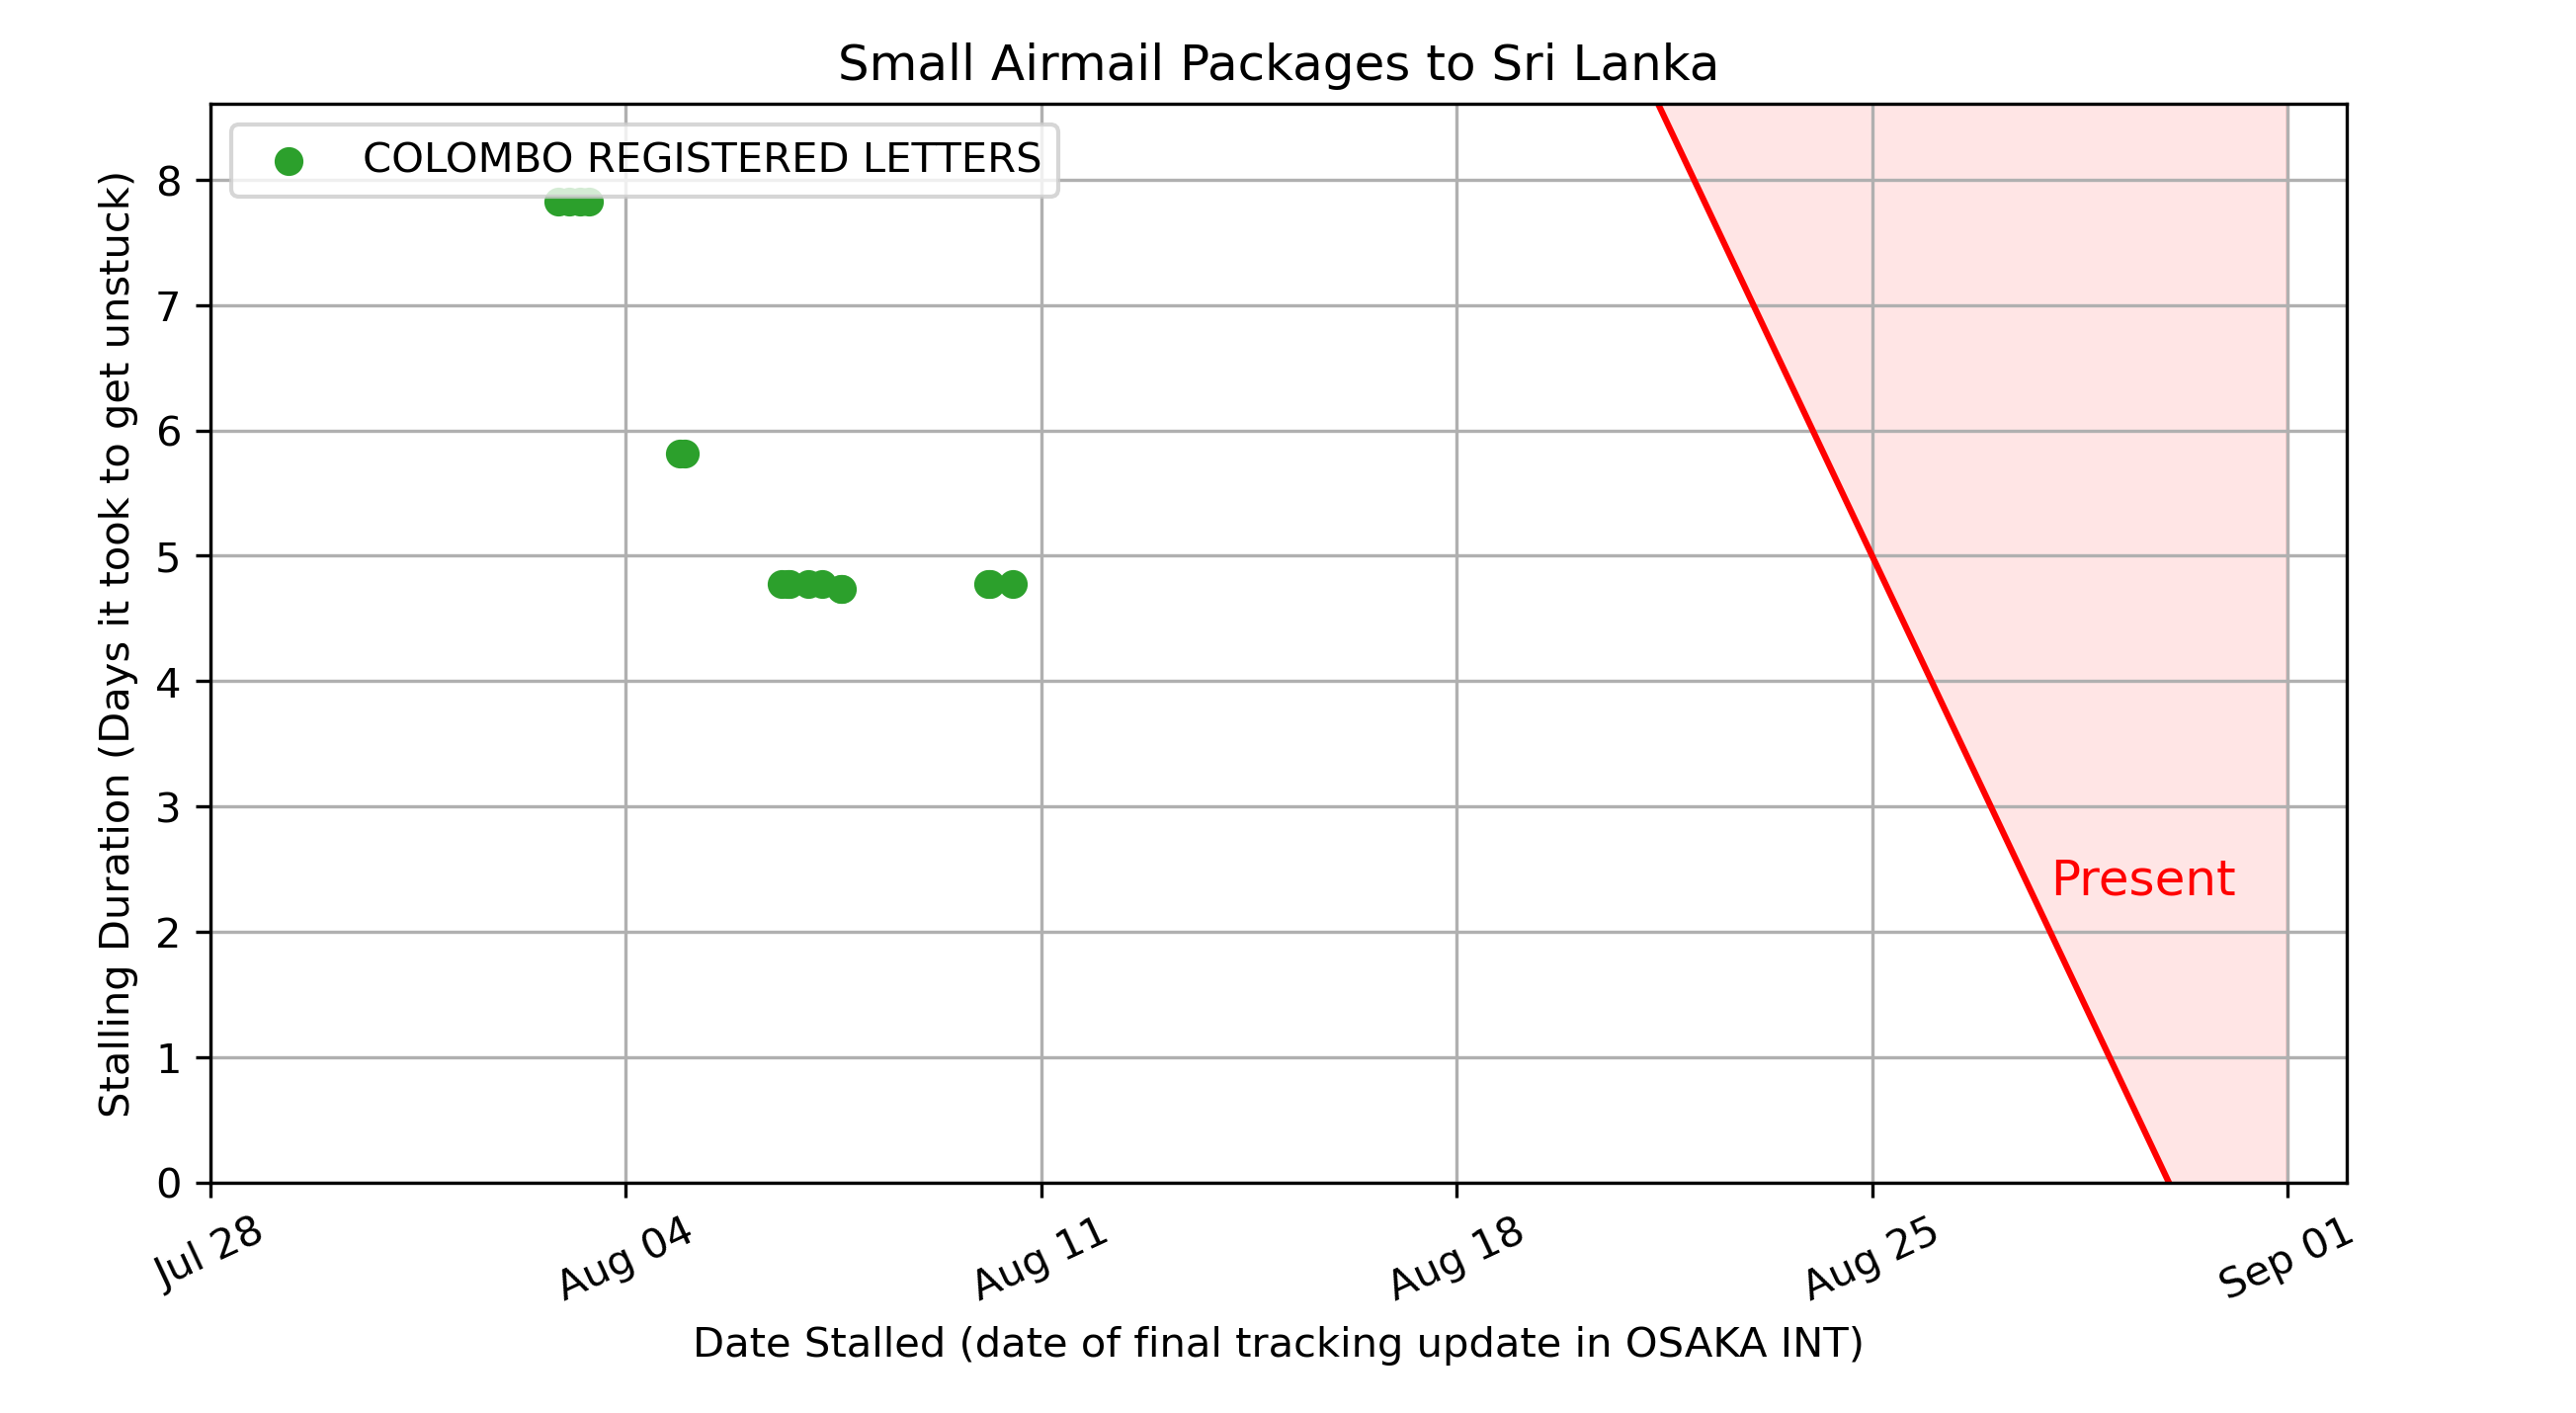 Small Airmail Packages to Sri Lanka
COLOMBO REGISTERED LETTERS
Stalling Duration (Days it took to get unstuck)
8
7
6
5
4
3
2
1
0
Present
Jul 28
Aug 04
Aug 11
Aug 18
Aug 25
Sep 01
Date Stalled (date of final tracking update in OSAKA INT)